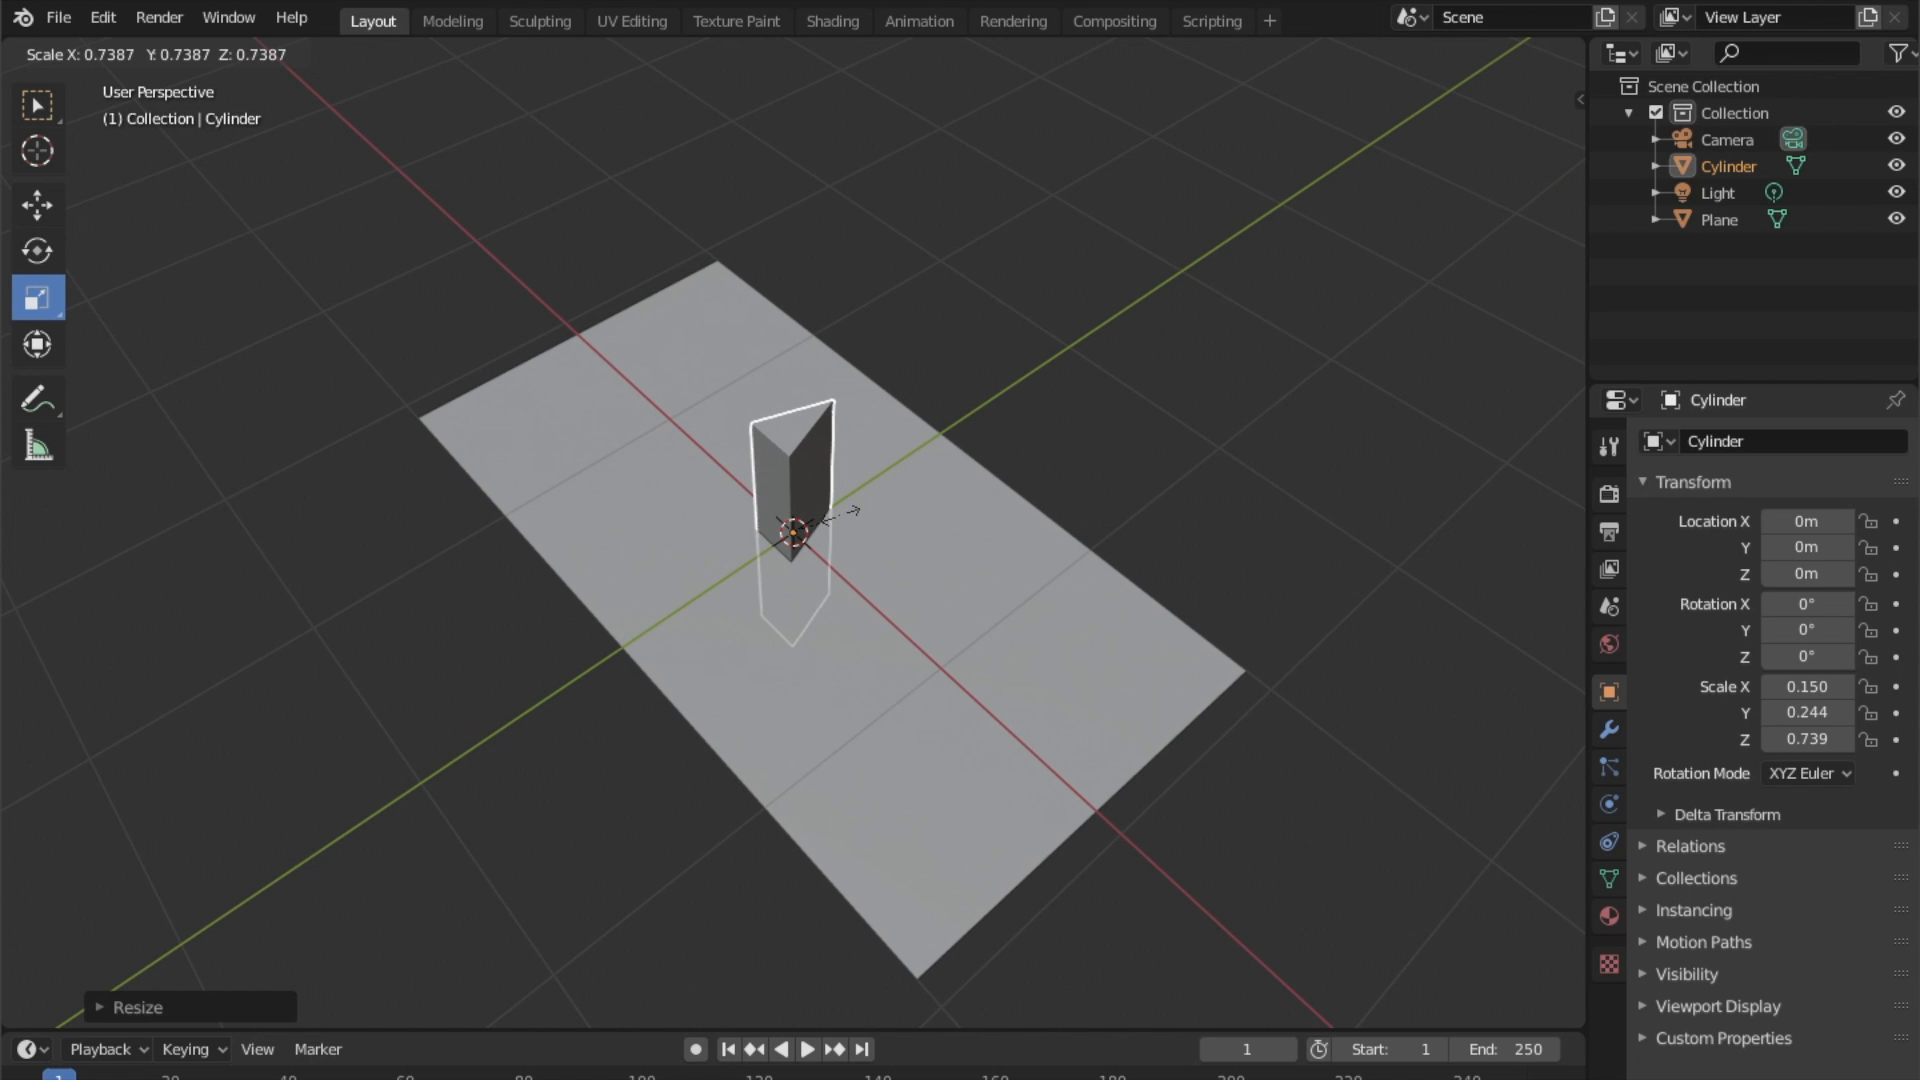 File Edit Render Window Help Layout Modeling Sculpting UV Editing Texture Paint Shading Animation Rendering Compositing Scripting + Scene View Layer
Scale X: 0.7387 Y: 0.7387 Z: 0.7387
User Perspective
(1) Collection | Cylinder
Scene Collection
Collection
Camera
Cylinder
Light
Plane
Cylinder
Cylinder
Transform
Location X 0m
Y 0m
Z 0m
Rotation X 0°
Y 0°
Z 0°
Scale X 0.150
Y 0.244
Z 0.739
Rotation Mode XYZ Euler
Delta Transform
Relations
Collections
Instancing
Motion Paths
Visibility
Viewport Display
Custom Properties
Resize
Playback Keying View Marker 1 Start: 1 End: 250
1 20 40 60 80 100 120 140 160 180 200 220 240